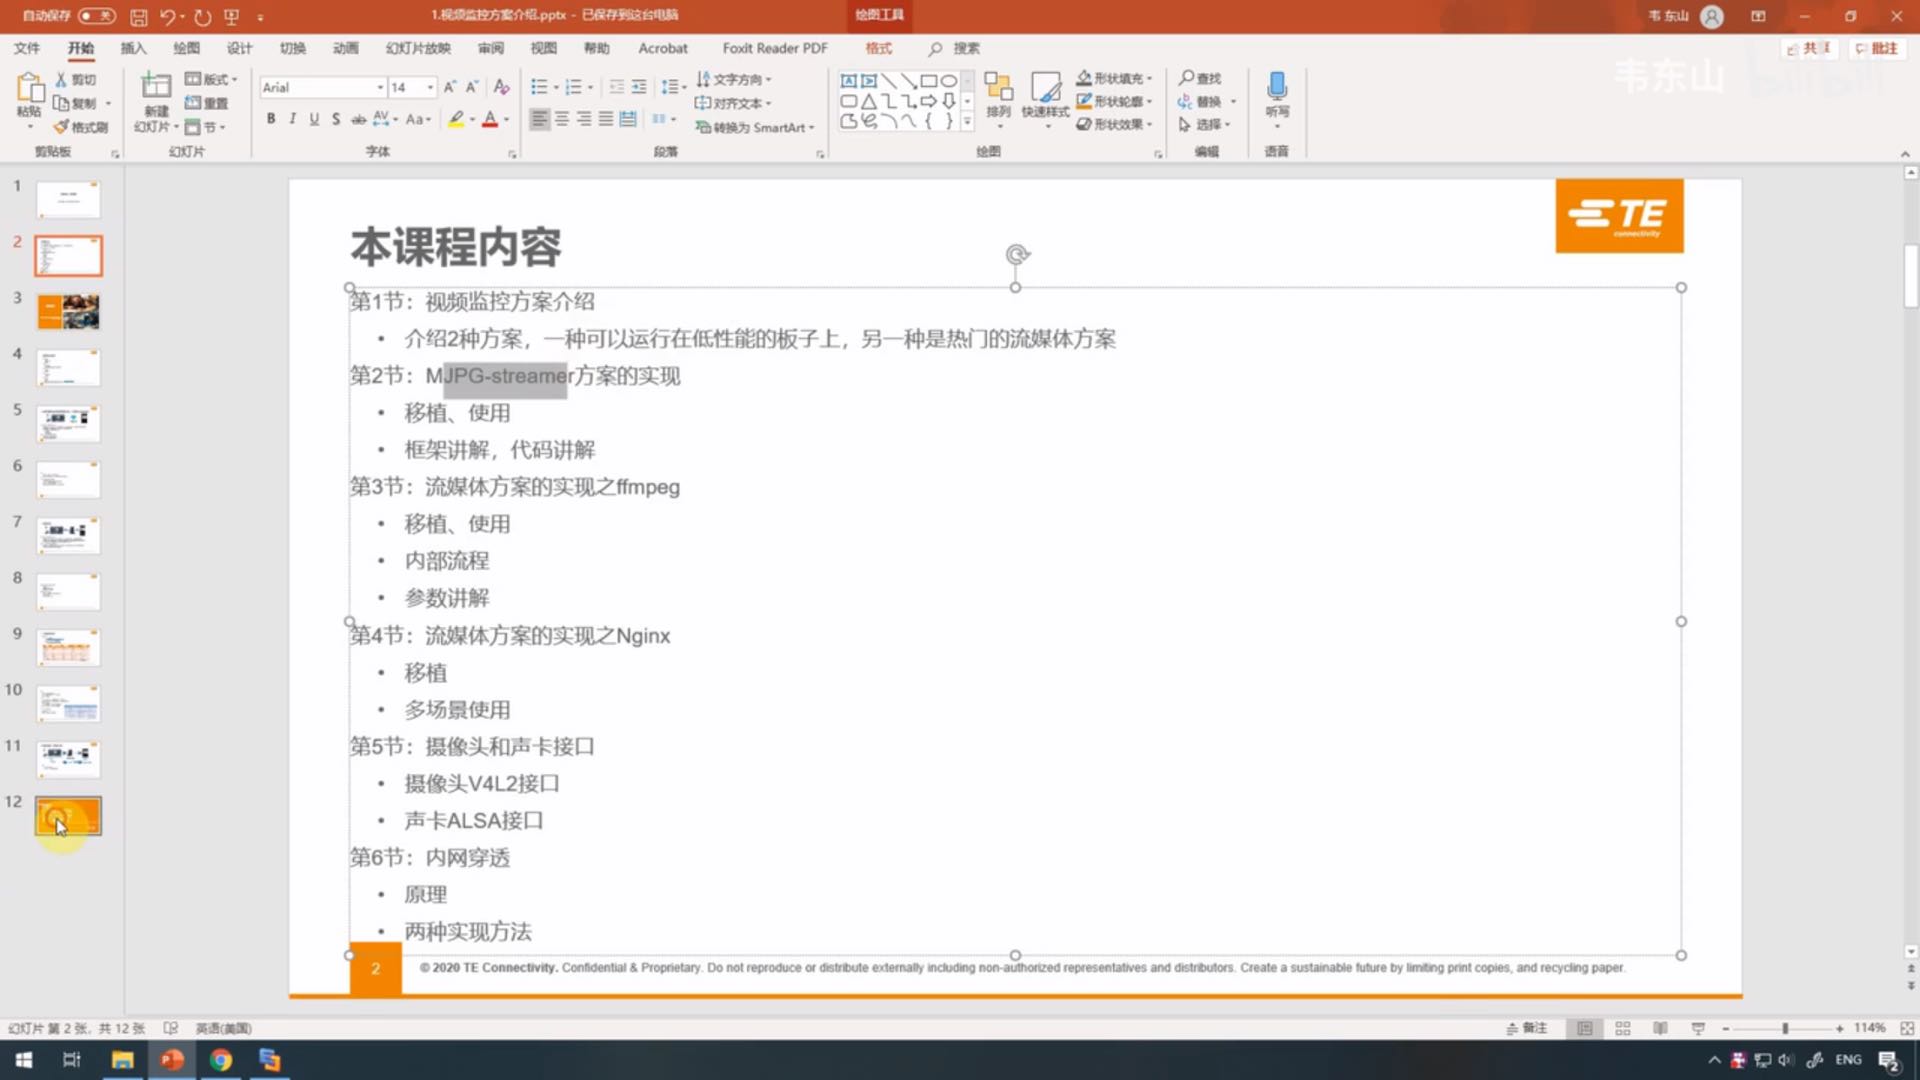 自动保存 关
1.视频监控方案介绍.pptx - 已保存到这台电脑
绘图工具
韦东山
文件 开始 插入 绘图 设计 切换 动画 幻灯片放映 审阅 视图 帮助 Acrobat Foxit Reader PDF 格式 搜索
共享 批注
韦东山 bilibili
粘贴 剪切 复制 格式刷 剪贴板
新建幻灯片 版式 重置 节 幻灯片
Arial 14 字体
文字方向 对齐文本 转换为 SmartArt 段落
排列 快速样式 形状填充 形状轮廓 形状效果 绘图
查找 替换 选择 编辑
听写 语音
1
2
3
4
5
6
7
8
9
10
11
12
本课程内容
TE connectivity
第1节：视频监控方案介绍
• 介绍2种方案，一种可以运行在低性能的板子上，另一种是热门的流媒体方案
第2节：MJPG-streamer方案的实现
• 移植、使用
• 框架讲解，代码讲解
第3节：流媒体方案的实现之ffmpeg
• 移植、使用
• 内部流程
• 参数讲解
第4节：流媒体方案的实现之Nginx
• 移植
• 多场景使用
第5节：摄像头和声卡接口
• 摄像头V4L2接口
• 声卡ALSA接口
第6节：内网穿透
• 原理
• 两种实现方法
2
© 2020 TE Connectivity. Confidential & Proprietary. Do not reproduce or distribute externally including non-authorized representatives and distributors. Create a sustainable future by limiting print copies, and recycling paper.
幻灯片 第 2 张，共 12 张 英语(美国) 备注 114%
ENG 2